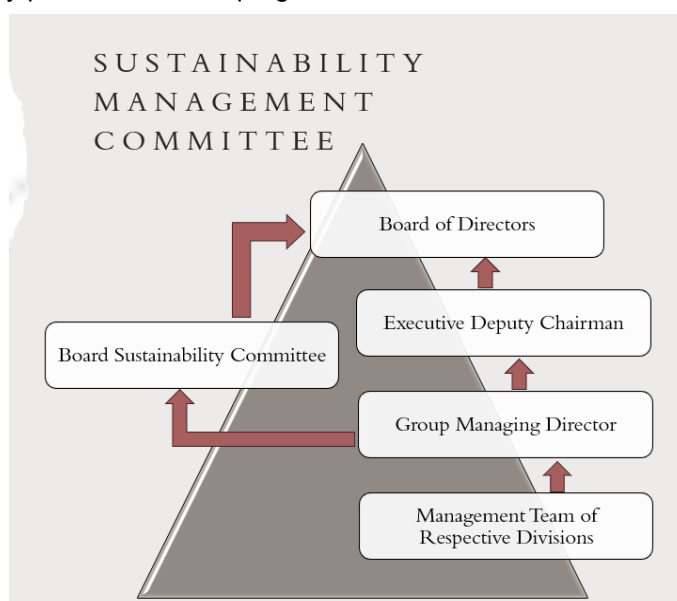 SUSTAINABILITY
MANAGEMENT
COMMITTEE
Board of Directors
Executive Deputy Chairman
Board Sustainability Committee
Group Managing Director
Management Team of
Respective Divisions